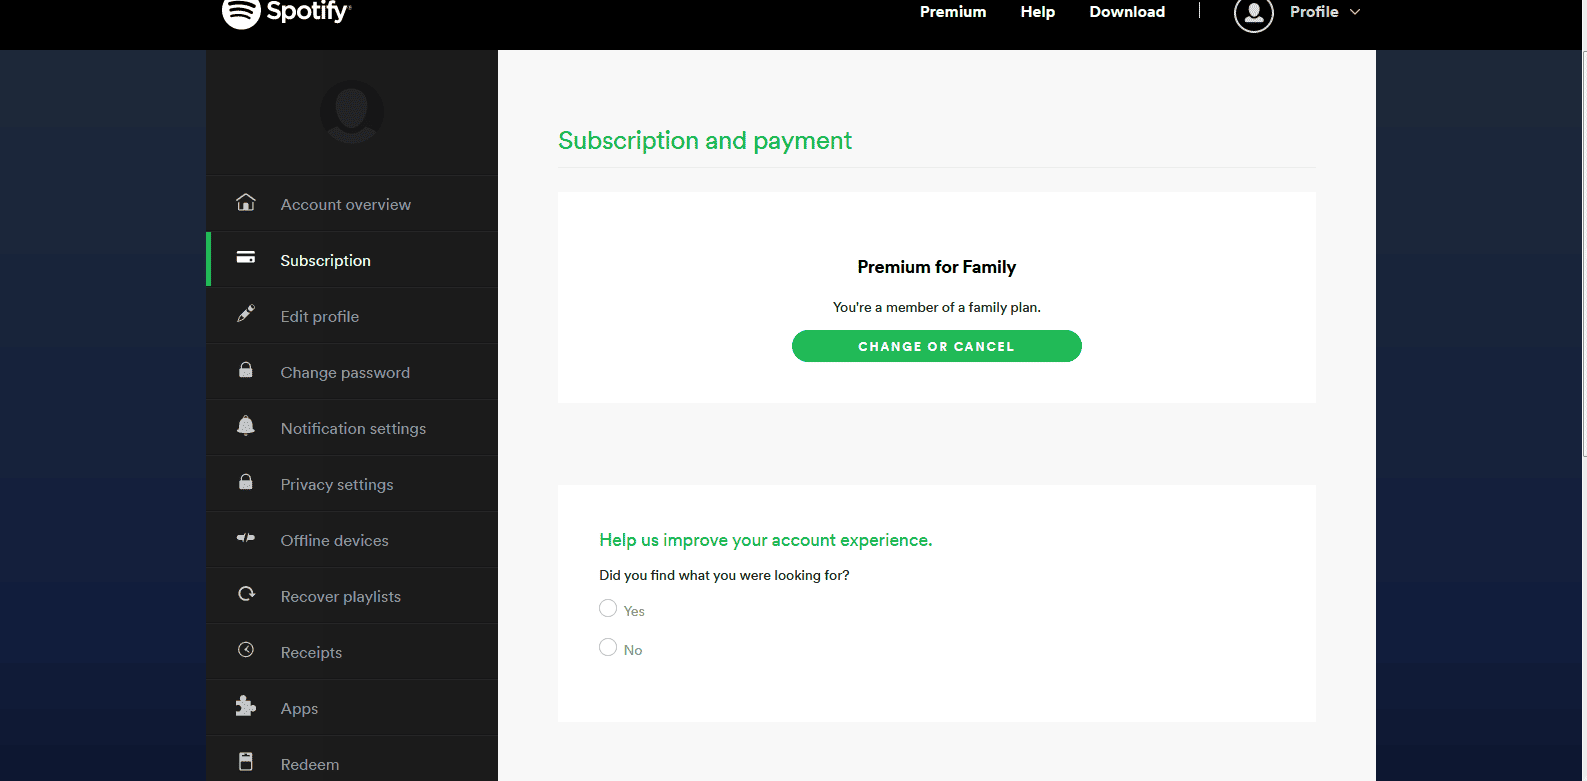 Spotify®
Premium Help Download Profile
Account overview
Subscription
Edit profile
Change password
Notification settings
Privacy settings
Offline devices
Recover playlists
Receipts
Apps
Redeem
Subscription and payment
Premium for Family
You're a member of a family plan.
CHANGE OR CANCEL
Help us improve your account experience.
Did you find what you were looking for?
Yes
No